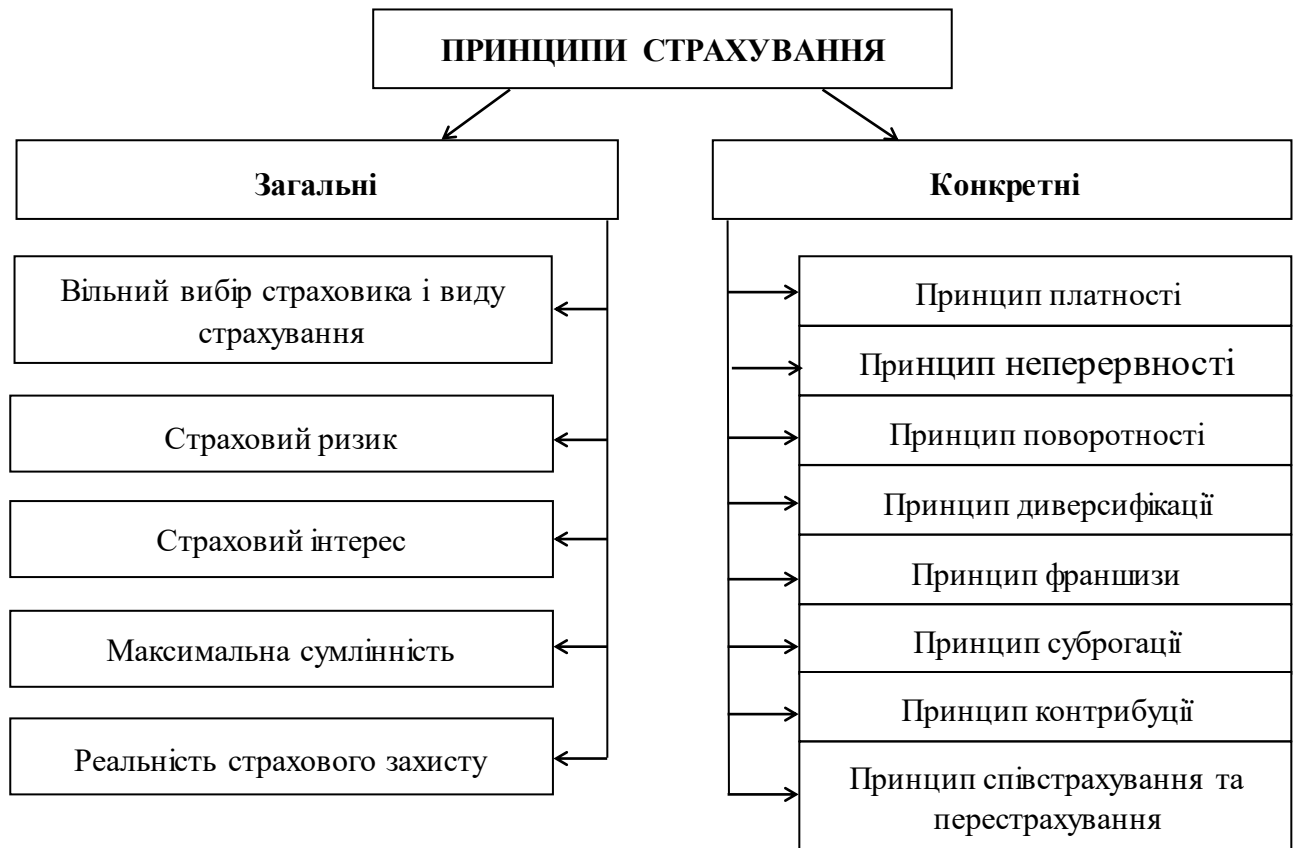 ПРИНЦИПИ СТРАХУВАННЯ
Загальні
Вільний вибір страховика і виду
страхування
Страховий ризик
Страховий інтерес
Максимальна сумлінність
Реальність страхового захисту
Конкретні
Принцип платності
Принцип неперервності
Принцип поворотності
Принцип диверсифікації
Принцип франшизи
Принцип суброгації
Принцип контрибуції
Принцип співстрахування та
перестрахування